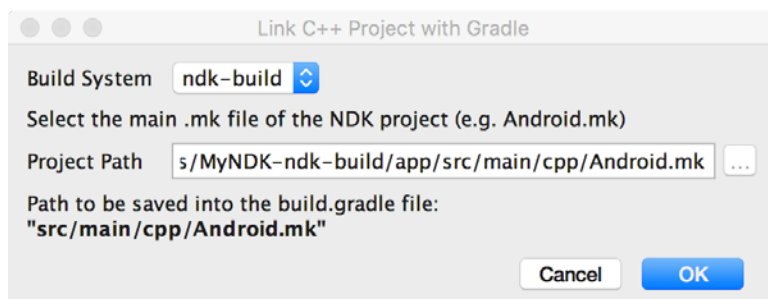 Link C++ Project with Gradle
Build System ndk-build
Select the main .mk file of the NDK project (e.g. Android.mk)
Project Path s/MyNDK-ndk-build/app/src/main/cpp/Android.mk ...
Path to be saved into the build.gradle file:
"src/main/cpp/Android.mk"
Cancel OK